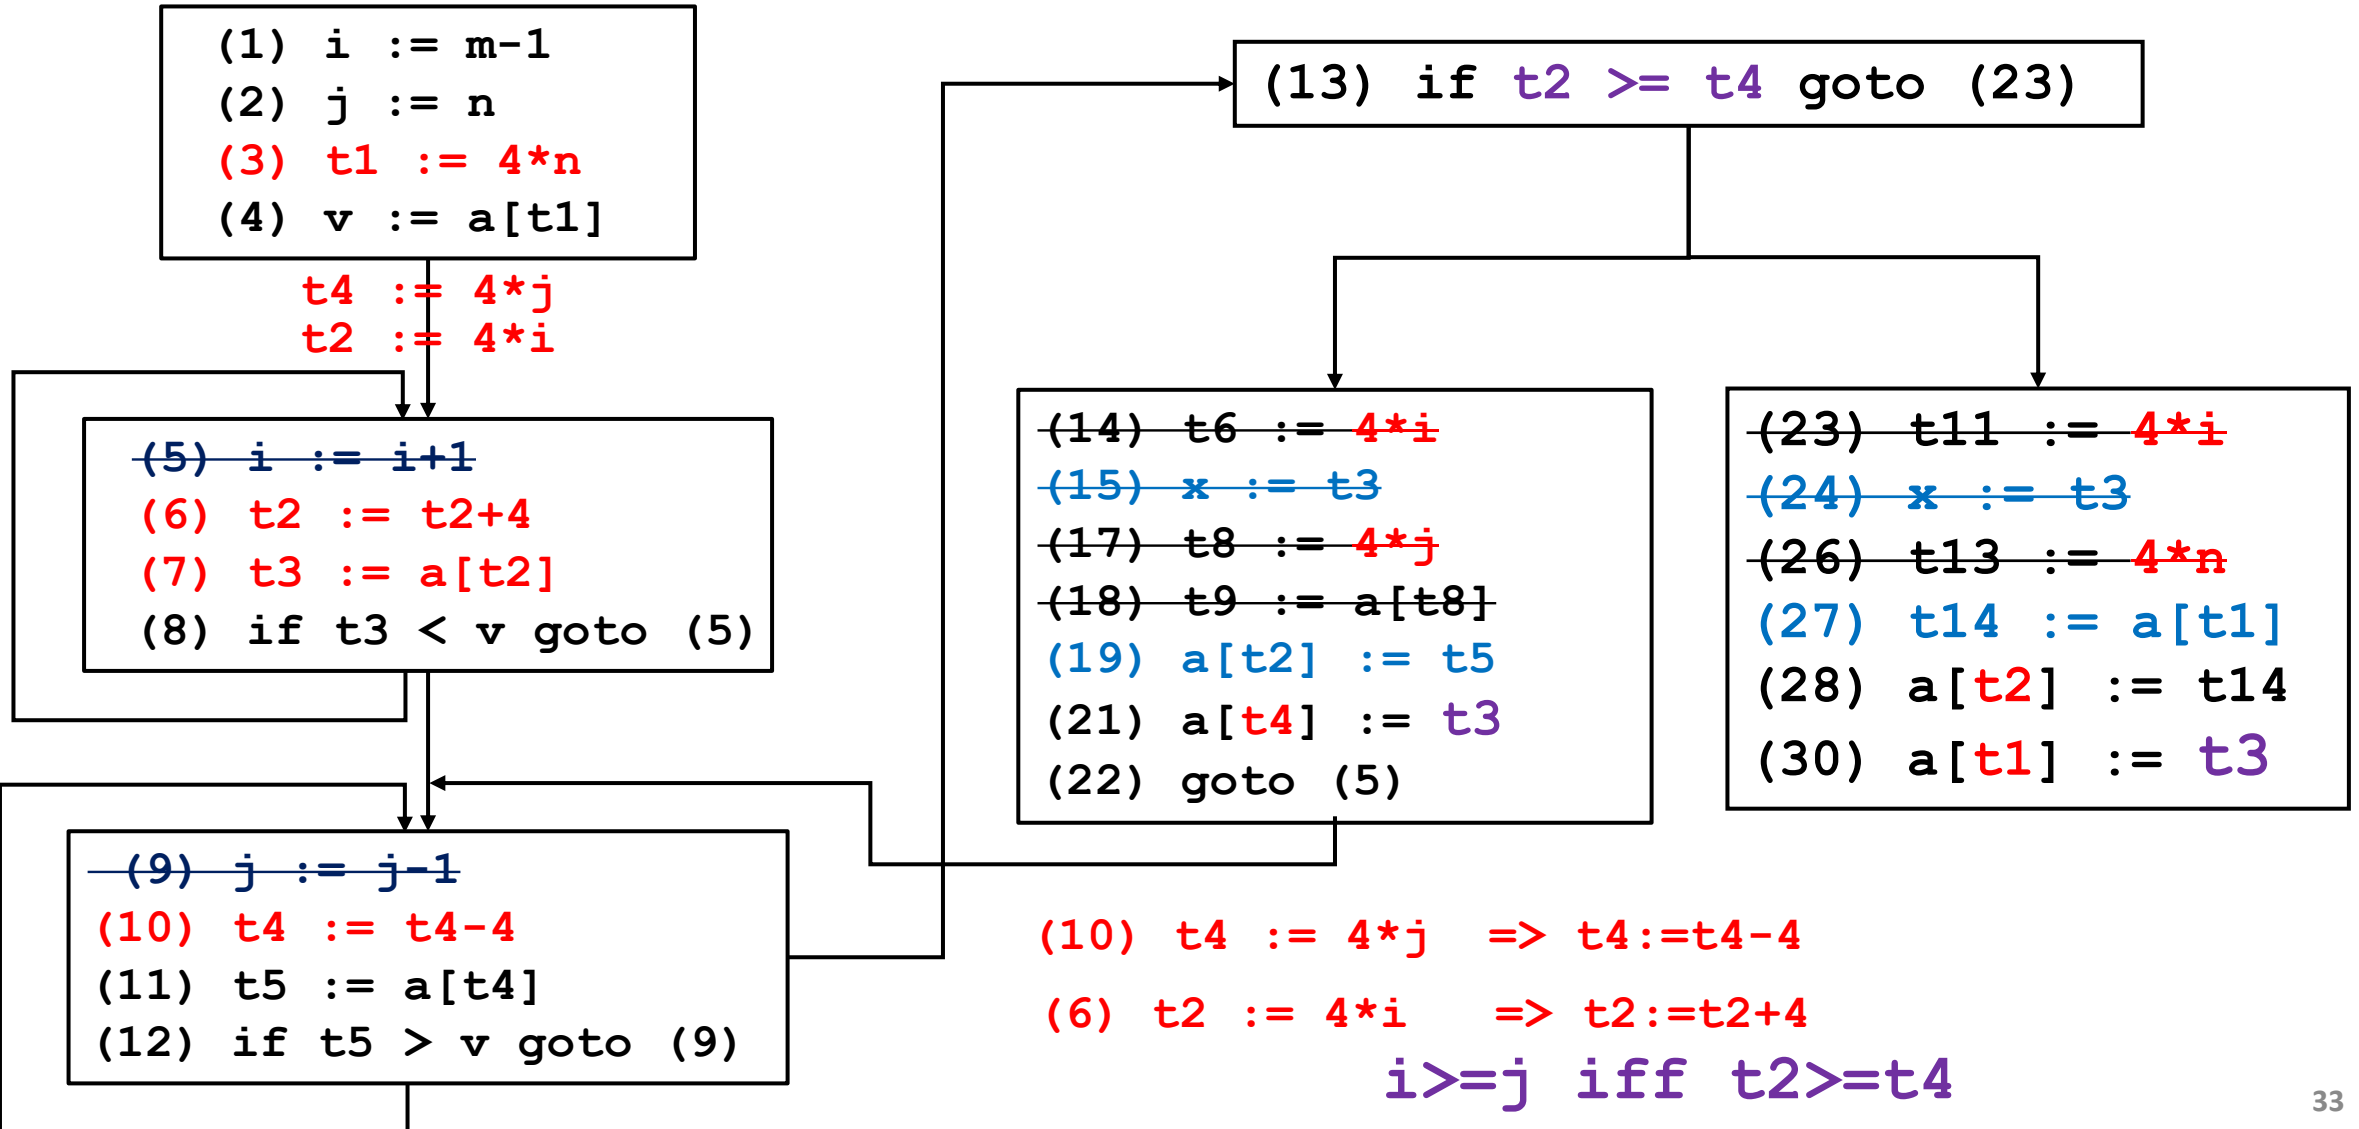 (1) i := m-1
(2) j := n
(3) t1 := 4*n
(4) v := a[t1]
t4 := 4*j
t2 := 4*i
(5) i := i+1
(6) t2 := t2+4
(7) t3 := a[t2]
(8) if t3 < v goto (5)
(9) j := j-1
(10) t4 := t4-4
(11) t5 := a[t4]
(12) if t5 > v goto (9)
(13) if t2 >= t4 goto (23)
(14) t6 := 4*i
(15) x := t3
(17) t8 := 4*j
(18) t9 := a[t8]
(19) a[t2] := t5
(21) a[t4] := t3
(22) goto (5)
(23) t11 := 4*i
(24) x := t3
(26) t13 := 4*n
(27) t14 := a[t1]
(28) a[t2] := t14
(30) a[t1] := t3
(10) t4 := 4*j => t4:=t4-4
(6) t2 := 4*i => t2:=t2+4
i>=j iff t2>=t4
33